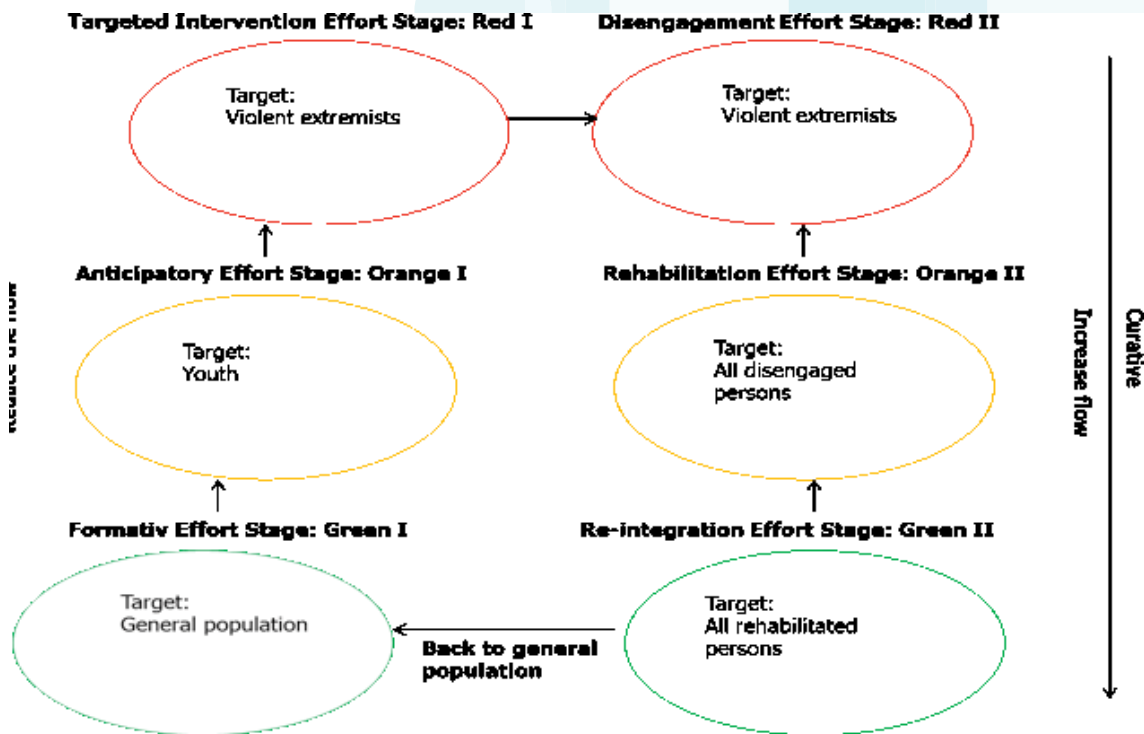 Targeted Intervention Effort Stage: Red I
Disengagement Effort Stage: Red II
Target:
Violent extremists
Target:
Violent extremists
Anticipatory Effort Stage: Orange I
Rehabilitation Effort Stage: Orange II
Target:
Youth
Target:
All disengaged
persons
Formativ Effort Stage: Green I
Re-integration Effort Stage: Green II
Target:
General population
Target:
All rehabilitated
persons
Back to general
population
Curative
Increase flow